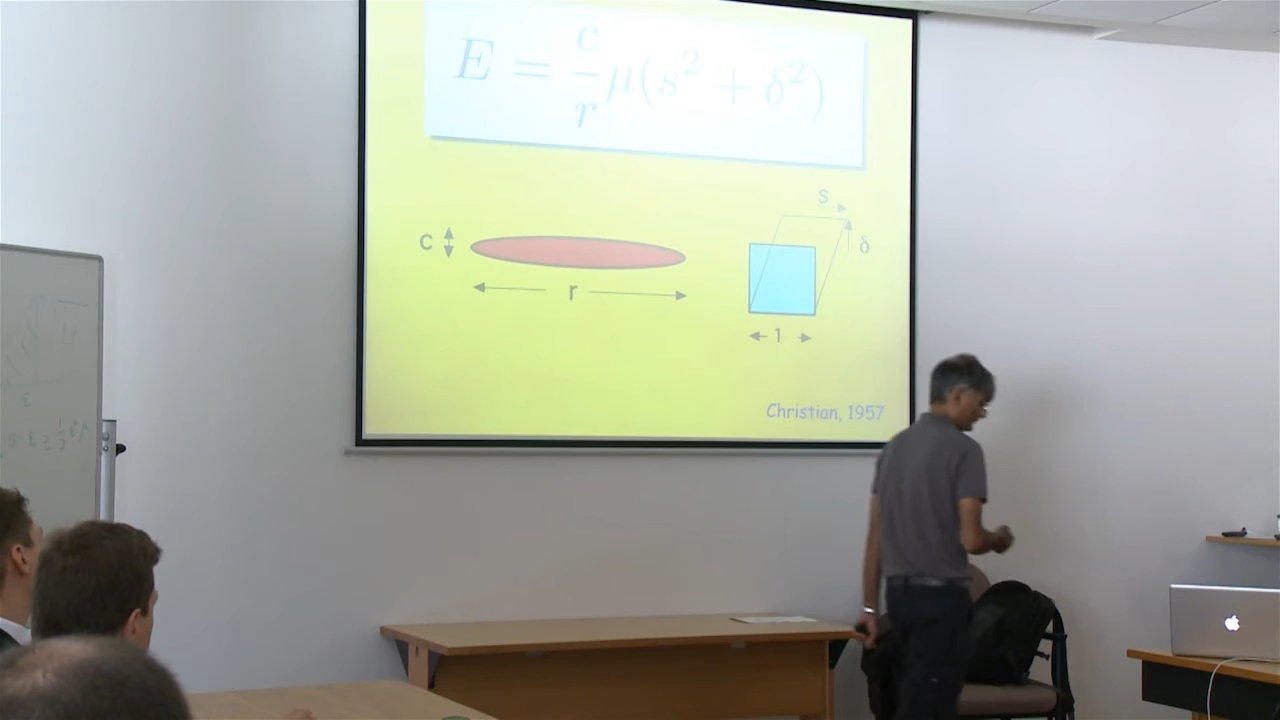 E = c/r μ(s² + δ²)
s
c
δ
r
1
Christian, 1957